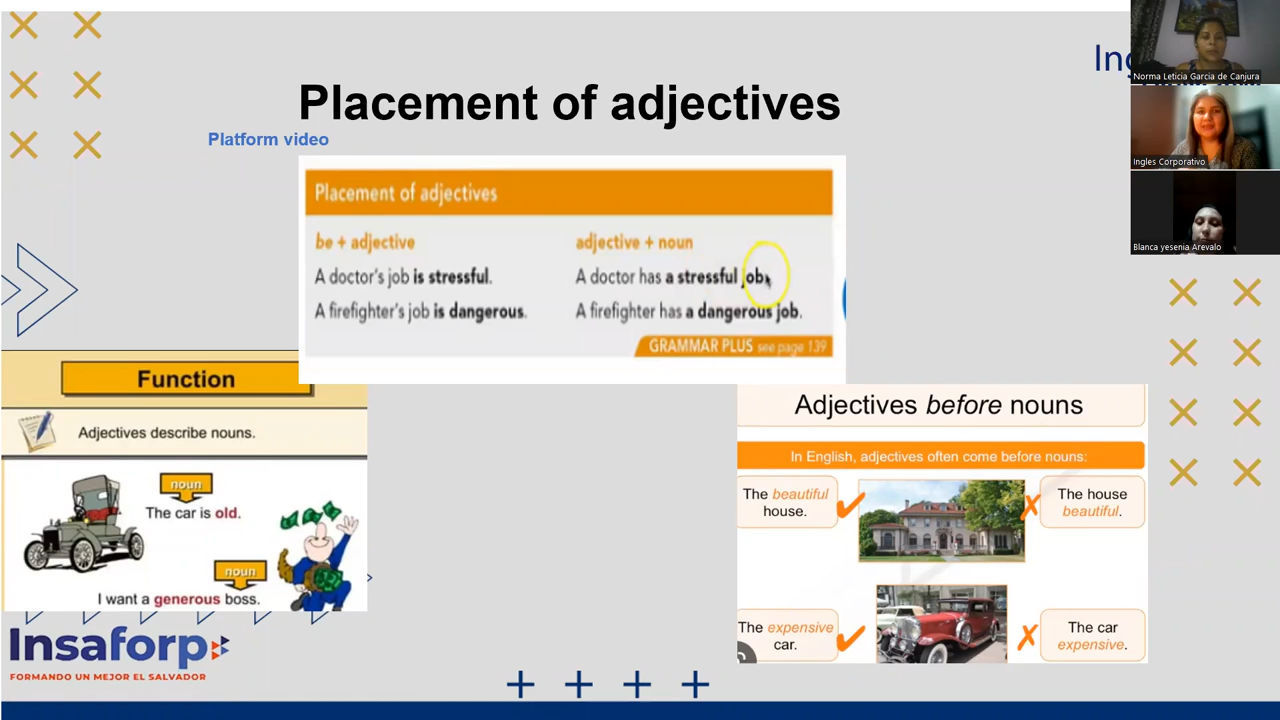 Placement of adjectives
Platform video
Placement of adjectives
be + adjective
A doctor's job is stressful.
A firefighter's job is dangerous.
adjective + noun
A doctor has a stressful job.
A firefighter has a dangerous job.
GRAMMAR PLUS see page 139
Function
Adjectives describe nouns.
noun
The car is old.
noun
I want a generous boss.
Adjectives before nouns
In English, adjectives often come before nouns:
The beautiful
house.
The house
beautiful.
The expensive
car.
The car
expensive.
Insaforp
FORMANDO UN MEJOR EL SALVADOR
Norma Leticia Garcia de Canjura
Ingles Corporativo
Blanca yesenia Arevalo